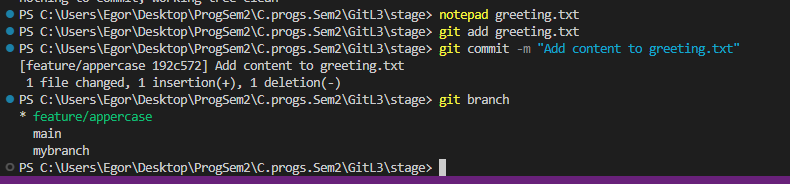 nothing to commit, working tree clean
PS C:\Users\Egor\Desktop\ProgSem2\C.progs.Sem2\GitL3\stage> notepad greeting.txt
PS C:\Users\Egor\Desktop\ProgSem2\C.progs.Sem2\GitL3\stage> git add greeting.txt
PS C:\Users\Egor\Desktop\ProgSem2\C.progs.Sem2\GitL3\stage> git commit -m "Add content to greeting.txt"
[feature/appercase 192c572] Add content to greeting.txt
 1 file changed, 1 insertion(+), 1 deletion(-)
PS C:\Users\Egor\Desktop\ProgSem2\C.progs.Sem2\GitL3\stage> git branch
* feature/appercase
  main
  mybranch
PS C:\Users\Egor\Desktop\ProgSem2\C.progs.Sem2\GitL3\stage>